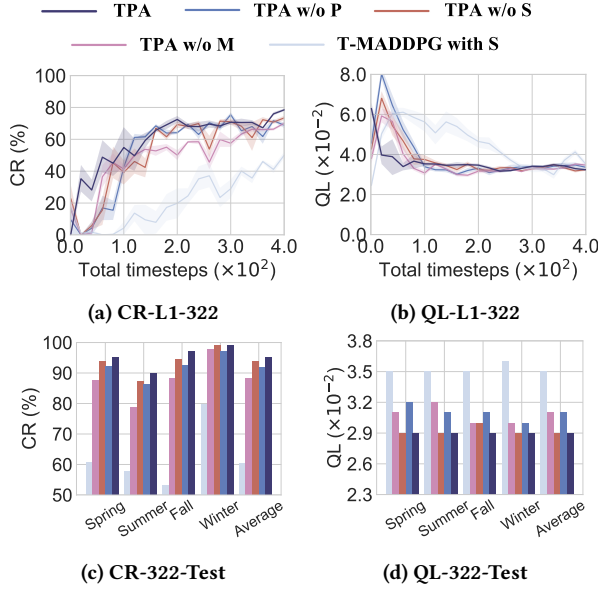 TPA TPA w/o P TPA w/o S
TPA w/o M T-MADDPG with S
100
80
60
40
20
0
CR (%)
0.0 1.0 2.0 3.0 4.0
Total timesteps (×10²)
(a) CR-L1-322
8.0
6.0
4.0
2.0
0.0
QL (×10⁻²)
0.0 1.0 2.0 3.0 4.0
Total timesteps (×10²)
(b) QL-L1-322
100
90
80
70
60
50
CR (%)
Spring Summer Fall Winter Average
(c) CR-322-Test
3.8
3.5
3.2
2.9
2.6
2.3
QL (×10⁻²)
Spring Summer Fall Winter Average
(d) QL-322-Test